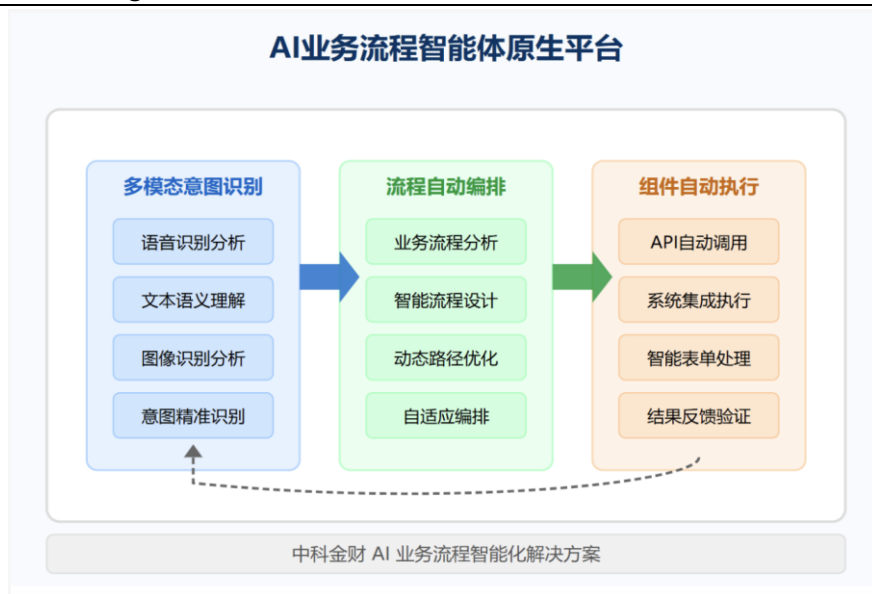 AI业务流程智能体原生平台
多模态意图识别
语音识别分析
文本语义理解
图像识别分析
意图精准识别
流程自动编排
业务流程分析
智能流程设计
动态路径优化
自适应编排
组件自动执行
API自动调用
系统集成执行
智能表单处理
结果反馈验证
中科金财 AI 业务流程智能化解决方案